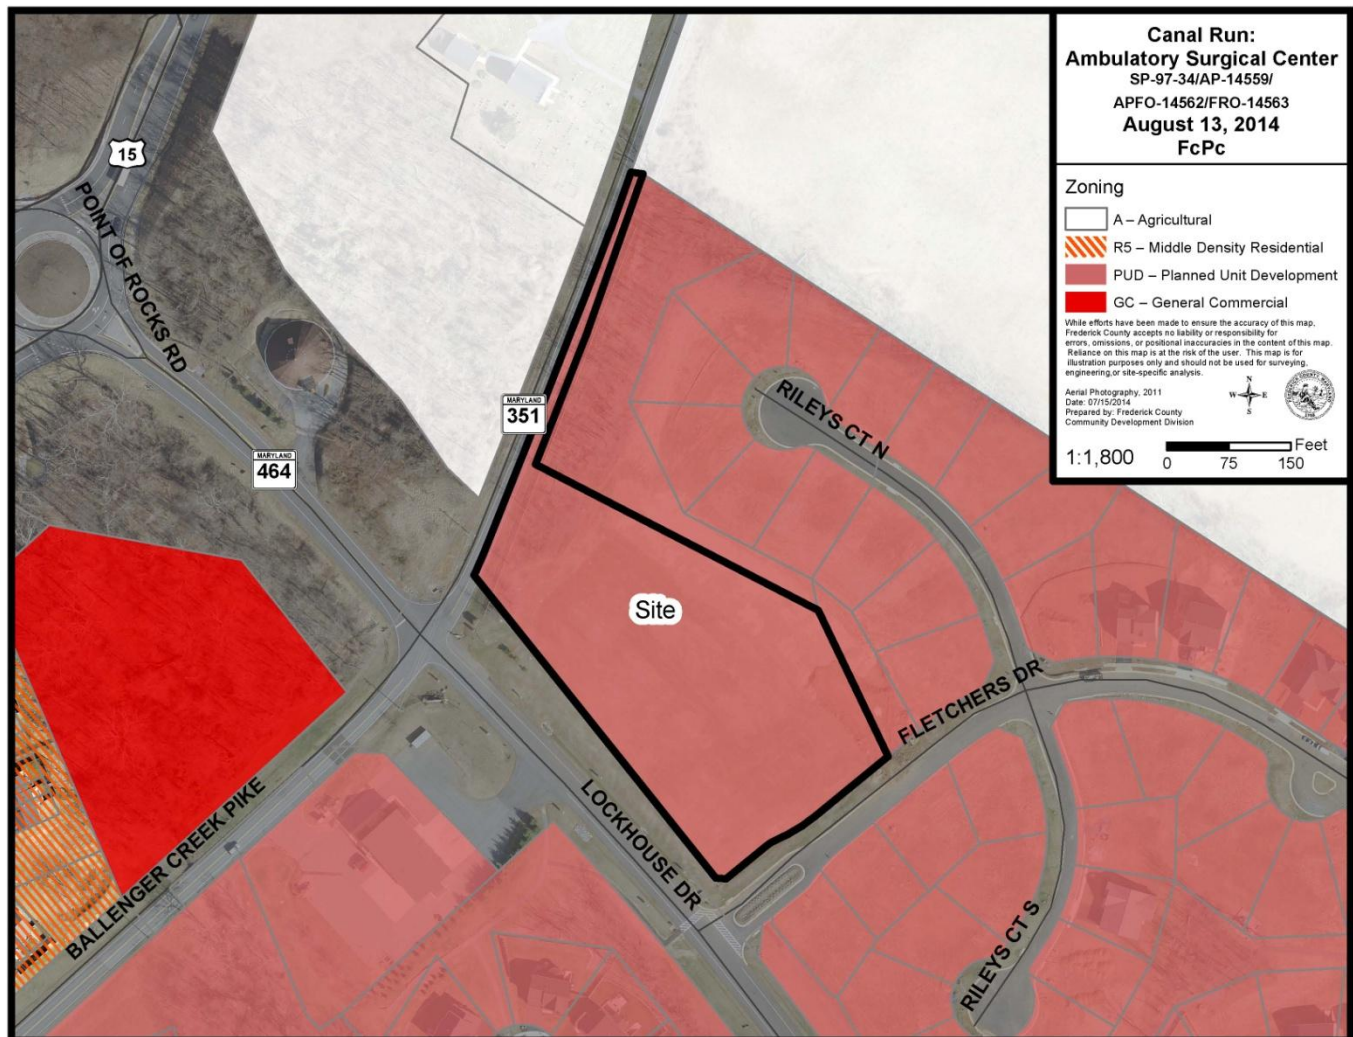 Canal Run:
Ambulatory Surgical Center
SP-97-34/AP-14559/
APFO-14562/FRO-14563
August 13, 2014
FcPc
Zoning
A – Agricultural
R5 – Middle Density Residential
PUD – Planned Unit Development
GC – General Commercial
While efforts have been made to ensure the accuracy of this map,
Frederick County accepts no liability or responsibility for
errors, omissions, or positional inaccuracies in the content of this map.
Reliance on this map is at the risk of the user. This map is for
illustration purposes only and should not be used for surveying,
engineering,or site-specific analysis.
Aerial Photography, 2011
Date: 07/15/2014
Prepared by: Frederick County
Community Development Division
N
W E
S
1:1,800
Feet
0 75 150
15
POINT OF ROCKS RD
MARYLAND
351
MARYLAND
464
RILEYS CT N
Site
FLETCHERS DR
LOCKHOUSE DR
BALLENGER CREEK PIKE
RILEYS CT S